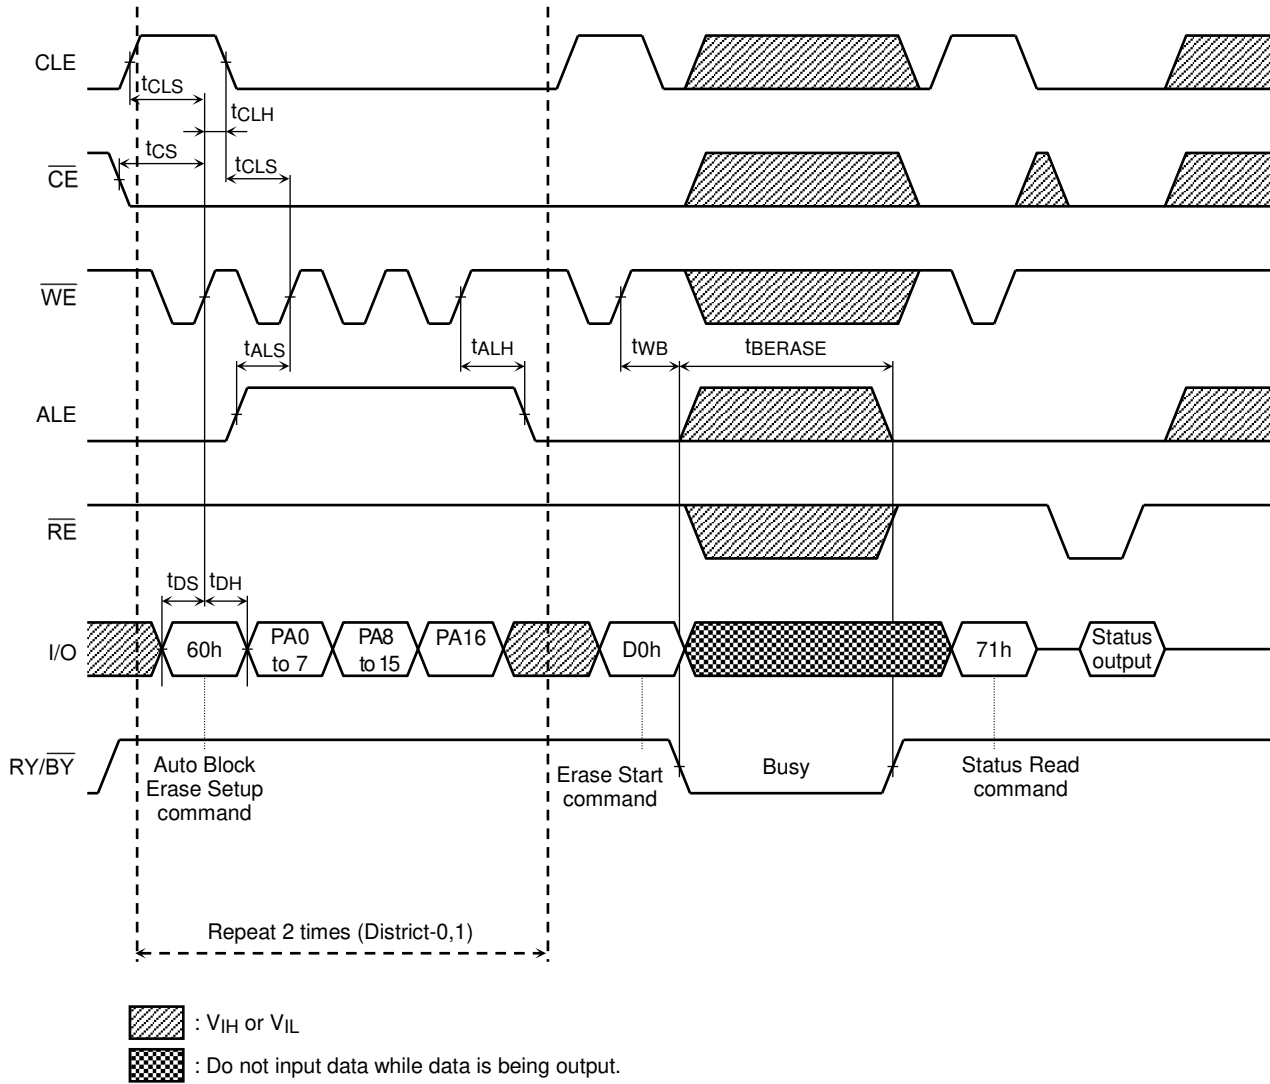 CLE
tCLS
tCLH
tCS
tCLS
CE
WE
tALS
tALH
tWB
tBERASE
ALE
RE
tDS
tDH
I/O
60h
PA0
to 7
PA8
to 15
PA16
D0h
71h
Status
output
RY/BY
Auto Block
Erase Setup
command
Erase Start
command
Busy
Status Read
command
Repeat 2 times (District-0,1)
: VIH or VIL
: Do not input data while data is being output.